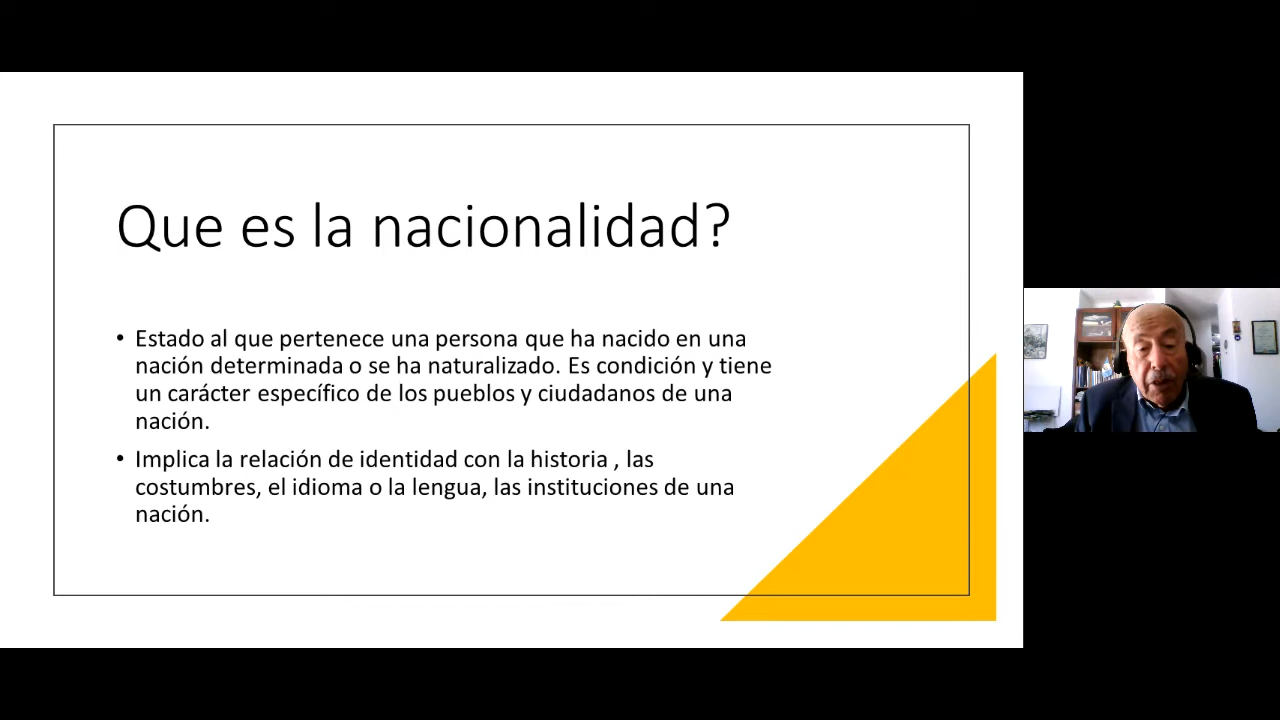 Que es la nacionalidad?
• Estado al que pertenece una persona que ha nacido en una
nación determinada o se ha naturalizado. Es condición y tiene
un carácter específico de los pueblos y ciudadanos de una
nación.
• Implica la relación de identidad con la historia , las
costumbres, el idioma o la lengua, las instituciones de una
nación.